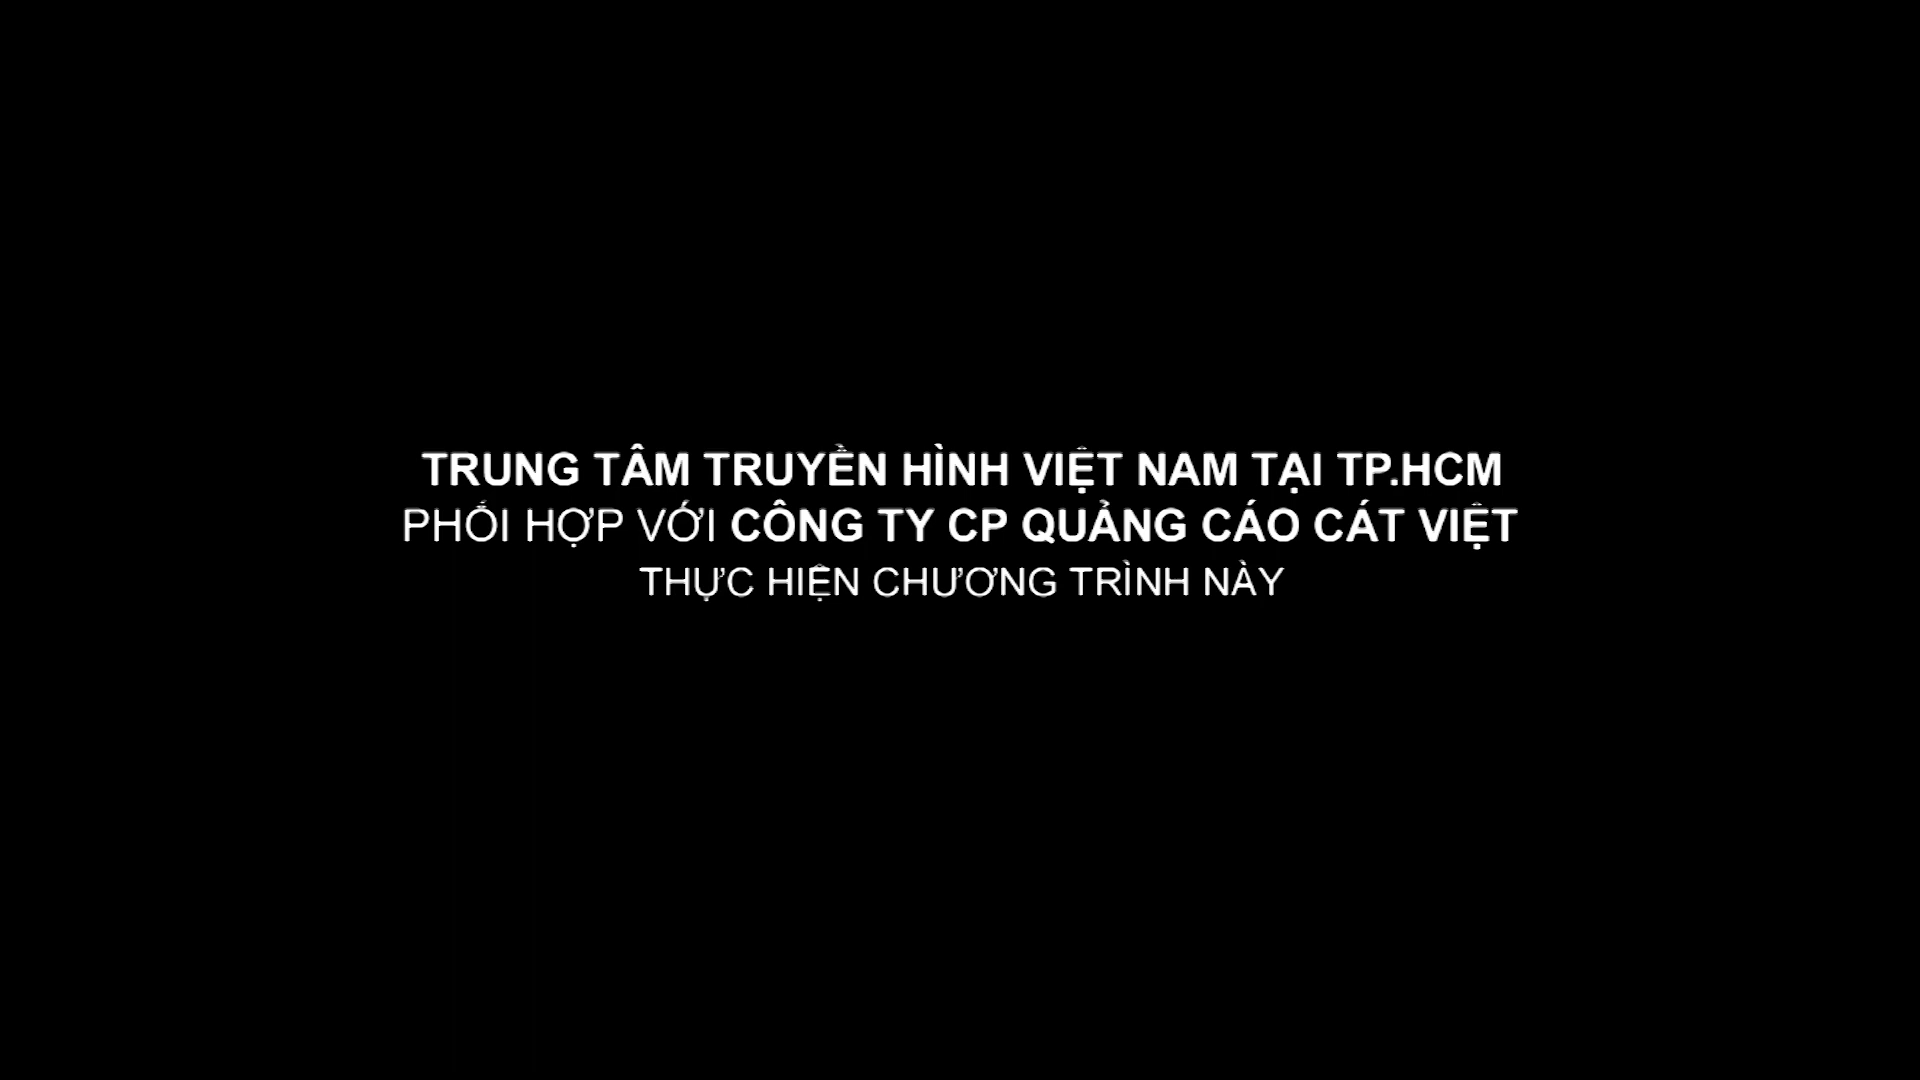 TRUNG TÂM TRUYỀN HÌNH VIỆT NAM TẠI TP.HCM
PHỐI HỢP VỚI CÔNG TY CP QUẢNG CÁO CÁT VIỆT
THỰC HIỆN CHƯƠNG TRÌNH NÀY